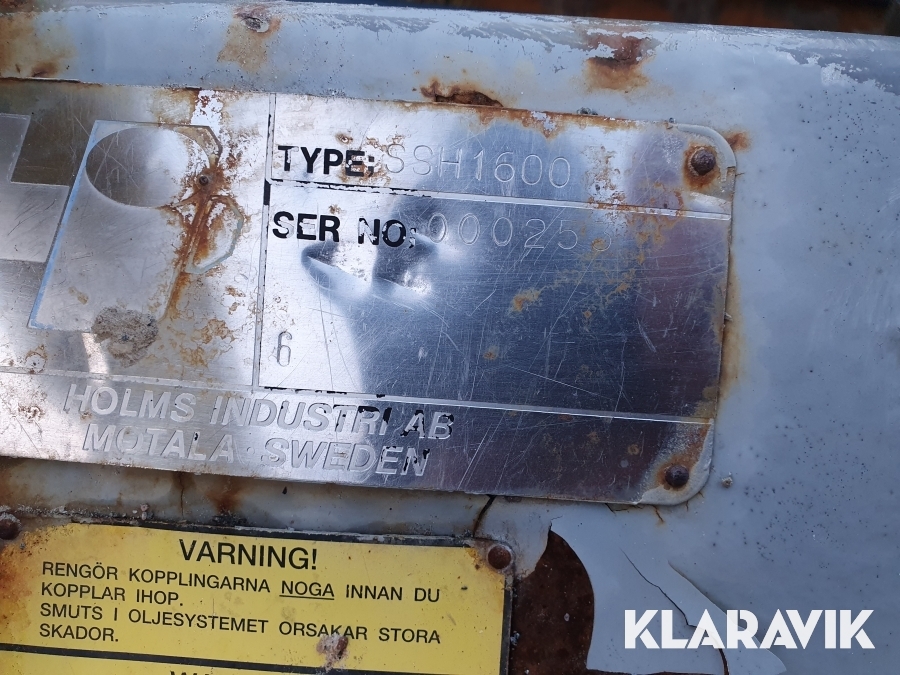 TYPE: SSH1600
SER NO:
6
HOLMS INDUSTRI AB
MOTALA · SWEDEN
VARNING!
RENGÖR KOPPLINGARNA NOGA INNAN DU
KOPPLAR IHOP.
SMUTS I OLJESYSTEMET ORSAKAR STORA
SKADOR.
KLARAVIK